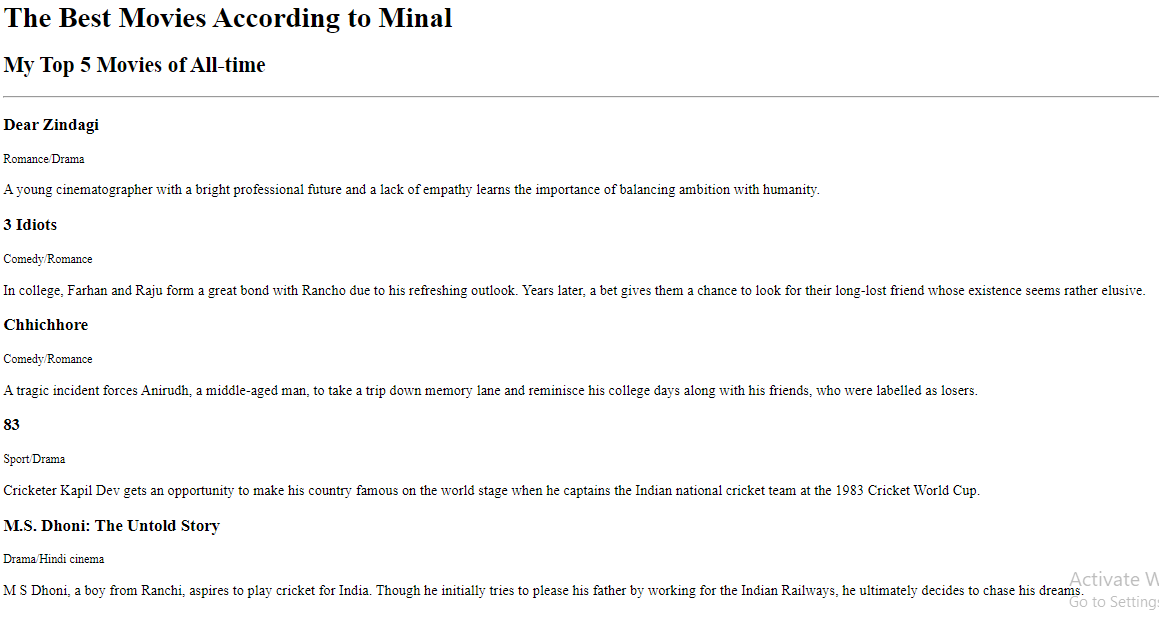 The Best Movies According to Minal
My Top 5 Movies of All-time
Dear Zindagi
Romance/Drama
A young cinematographer with a bright professional future and a lack of empathy learns the importance of balancing ambition with humanity.
3 Idiots
Comedy/Romance
In college, Farhan and Raju form a great bond with Rancho due to his refreshing outlook. Years later, a bet gives them a chance to look for their long-lost friend whose existence seems rather elusive.
Chhichhore
Comedy/Romance
A tragic incident forces Anirudh, a middle-aged man, to take a trip down memory lane and reminisce his college days along with his friends, who were labelled as losers.
83
Sport/Drama
Cricketer Kapil Dev gets an opportunity to make his country famous on the world stage when he captains the Indian national cricket team at the 1983 Cricket World Cup.
M.S. Dhoni: The Untold Story
Drama/Hindi cinema
M S Dhoni, a boy from Ranchi, aspires to play cricket for India. Though he initially tries to please his father by working for the Indian Railways, he ultimately decides to chase his dreams.
Activate W
Go to Setting